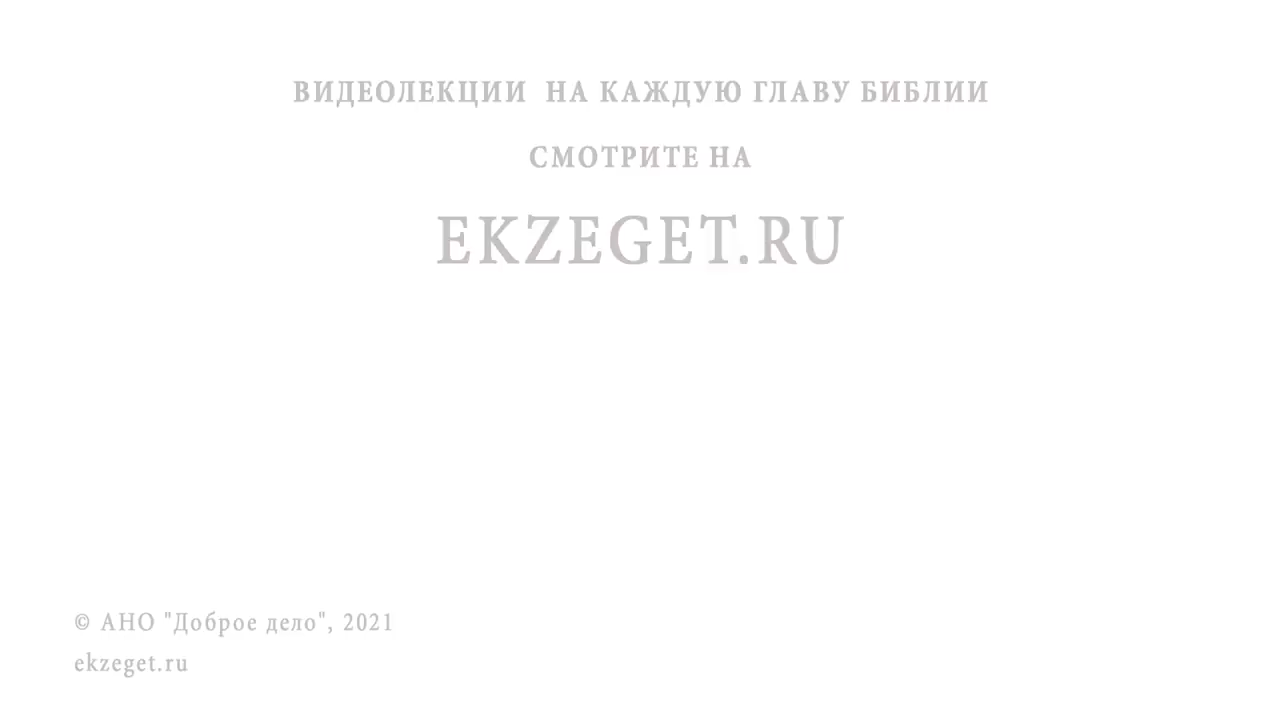 ВИДЕОЛЕКЦИИ НА КАЖДУЮ ГЛАВУ БИБЛИИ
СМОТРИТЕ НА
EKZEGET.RU
© АНО "Доброе дело", 2021
ekzeget.ru